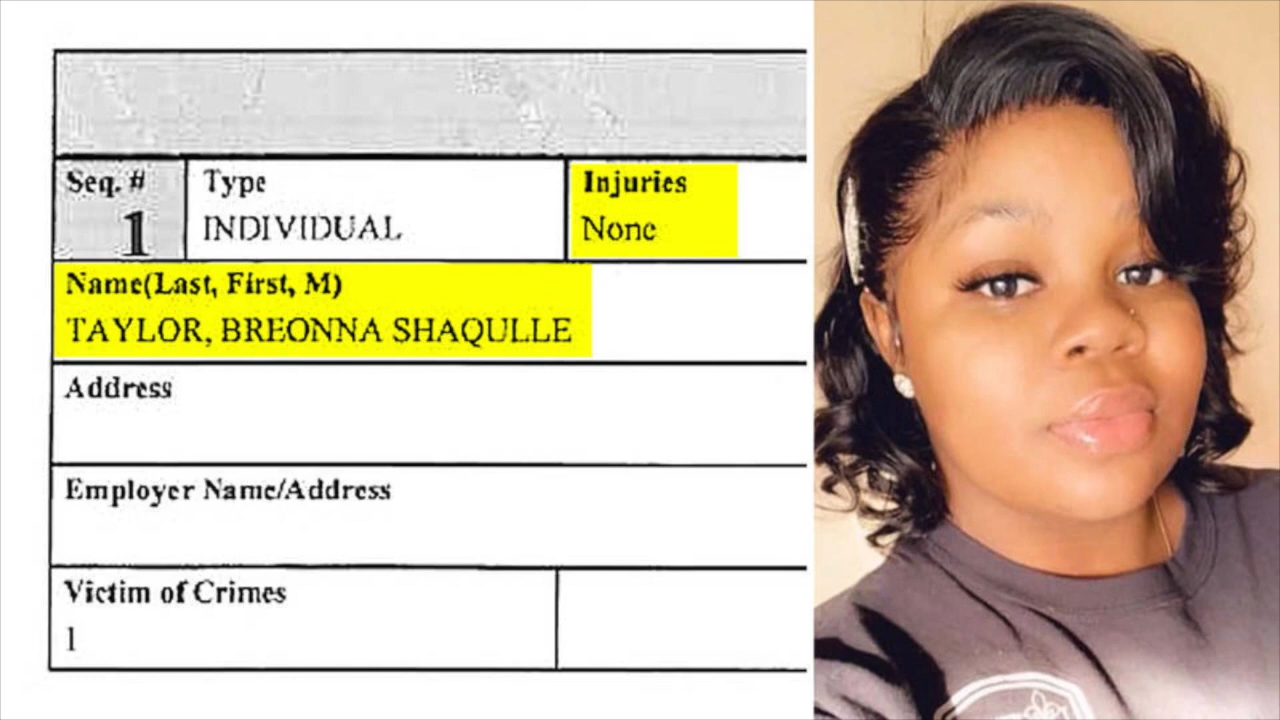 Seq. #
1
Type
INDIVIDUAL
Injuries
None
Name(Last, First, M)
TAYLOR, BREONNA SHAQULLE
Address
Employer Name/Address
Victim of Crimes
1